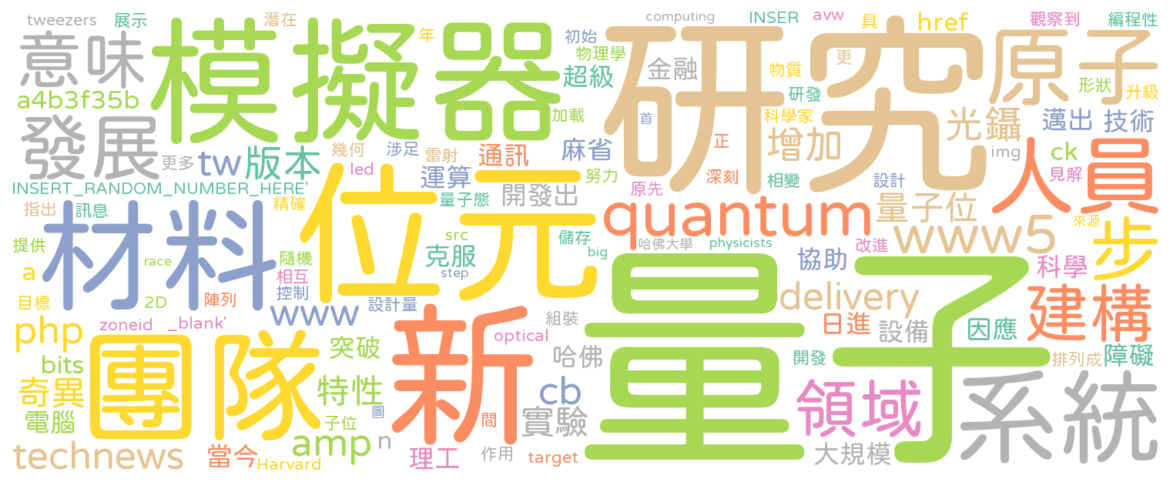 tweezers 展示 潛在 年 初始 computing INSER avw 具 href 觀察到 編程性
意味 模擬器 物理學 超級 金融 研究 物質 更 原子 形狀 升級
a4b3f35b 加載 首 研發 科學家 光鑷 邁出 技術
發展 更多 tw 版本 幾何 涉足 雷射 通訊 麻省 正 增加 img ck 人員
INSERT_RANDOM_NUMBER_HERE' led 運算 努力 原先 深刻 相變 設計 見解
指出 訊息 精確 位元 量子態 開發出 quantum 量子位 來源
提供 材料 race 隨機 src 克服 儲存 big 哈佛大學 physicists 改進 www5 步
a 相互 控制 step 量子 協助 科學
目標 2D 陣列 www 設計量 delivery 建構
php zoneid _blank' 新 optical 組裝 日進 設備 因應
bits 團隊 突破 哈佛 開發 排列成 障礙
奇異 特性 cb 領域 系統
電腦 子位 圖 間 實驗
technews 當今 Harvard amp n 理工 作用 target 大規模